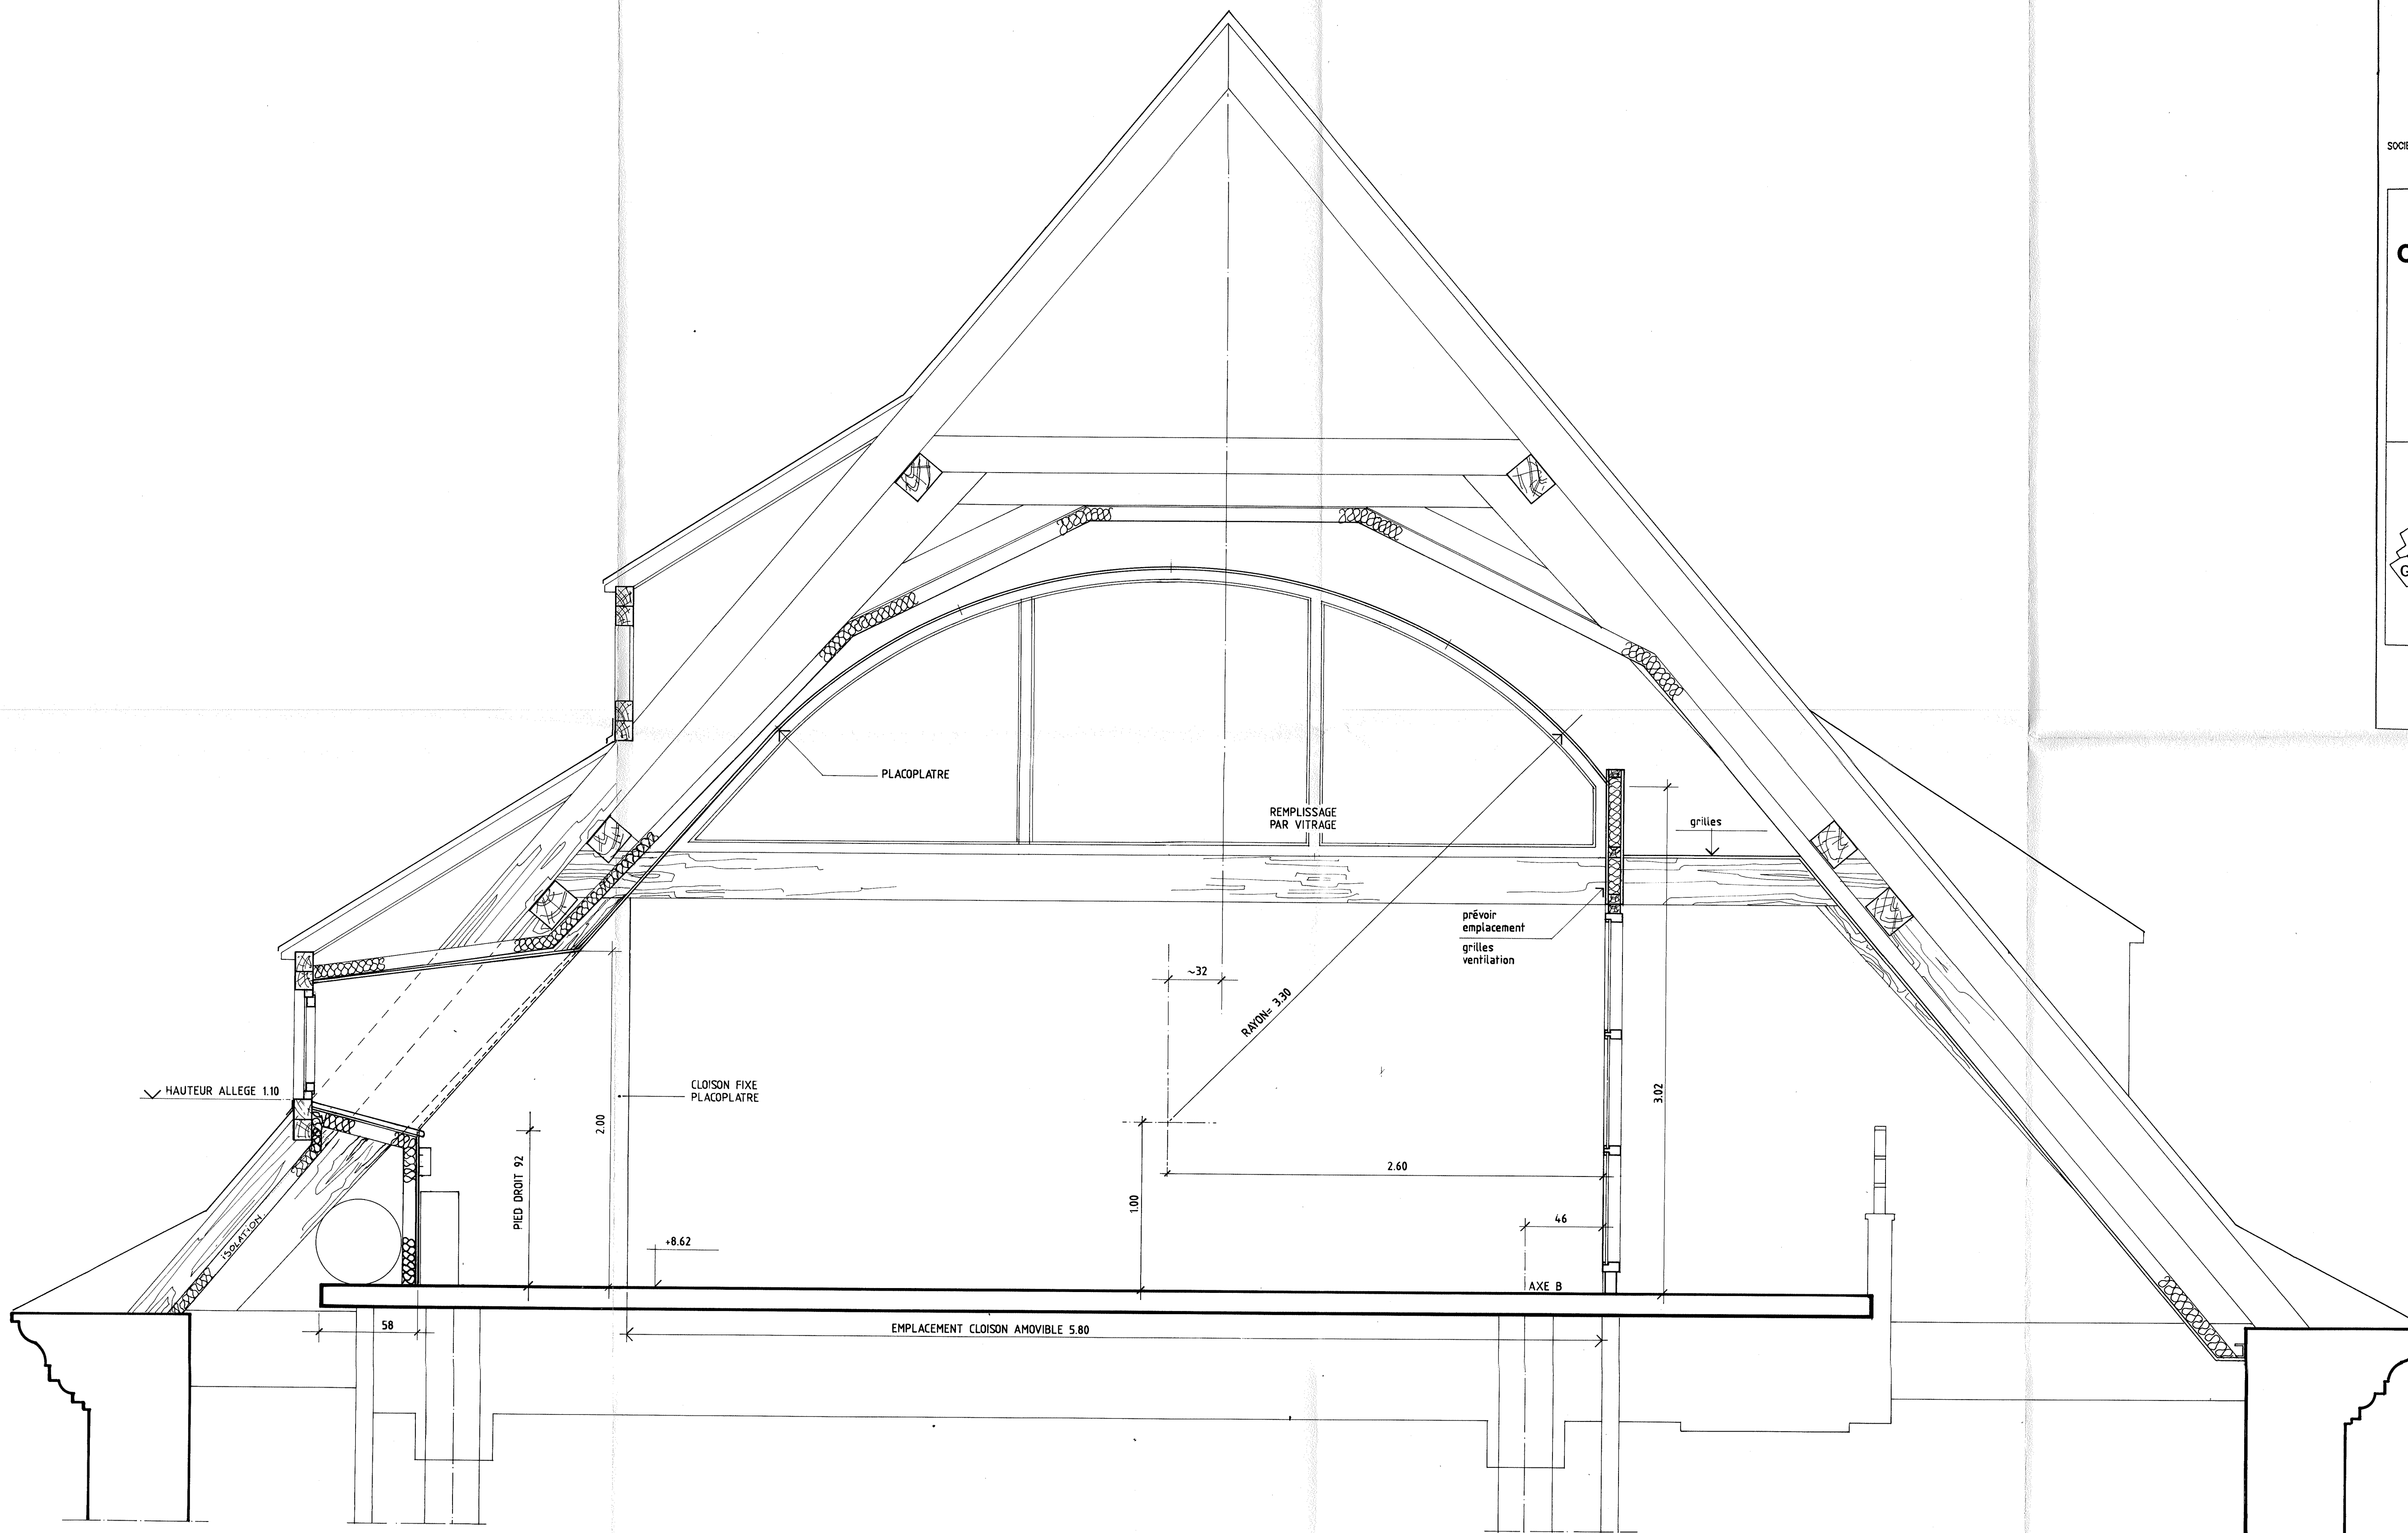 SOCIE
C
G
PLACOPLATRE
REMPLISSAGE
PAR VITRAGE
grilles
prévoir
emplacement
grilles
ventilation
~32
RAYON= 3.30
HAUTEUR ALLEGE 1.10
CLOISON FIXE
PLACOPLATRE
2.00
3.02
PIED DROIT 92
2.60
1.00
46
ISOLATION
+8.62
AXE B
58
EMPLACEMENT CLOISON AMOVIBLE 5.80